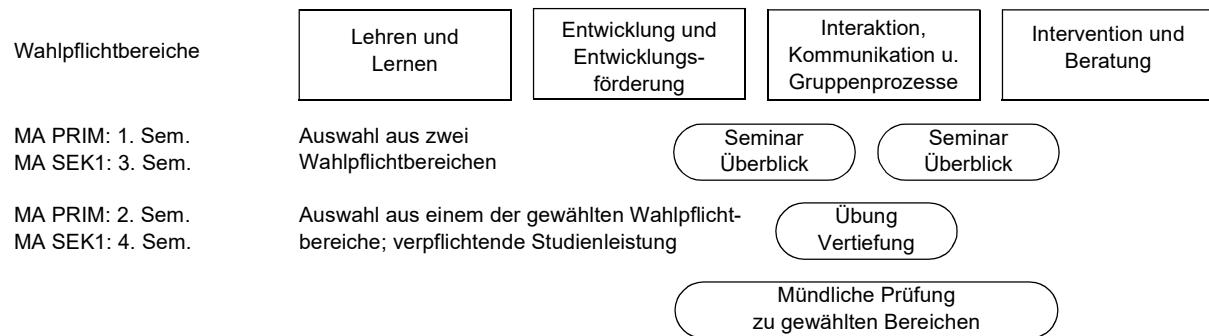 Wahlpflichtbereiche
Lehren und
Lernen
Entwicklung und
Entwicklungs-
förderung
Interaktion,
Kommunikation u.
Gruppenprozesse
Intervention und
Beratung
MA PRIM: 1. Sem.
MA SEK1: 3. Sem.
Auswahl aus zwei
Wahlpflichtbereichen
Seminar
Überblick
Seminar
Überblick
MA PRIM: 2. Sem.
MA SEK1: 4. Sem.
Auswahl aus einem der gewählten Wahlpflicht-
bereiche; verpflichtende Studienleistung
Übung
Vertiefung
Mündliche Prüfung
zu gewählten Bereichen